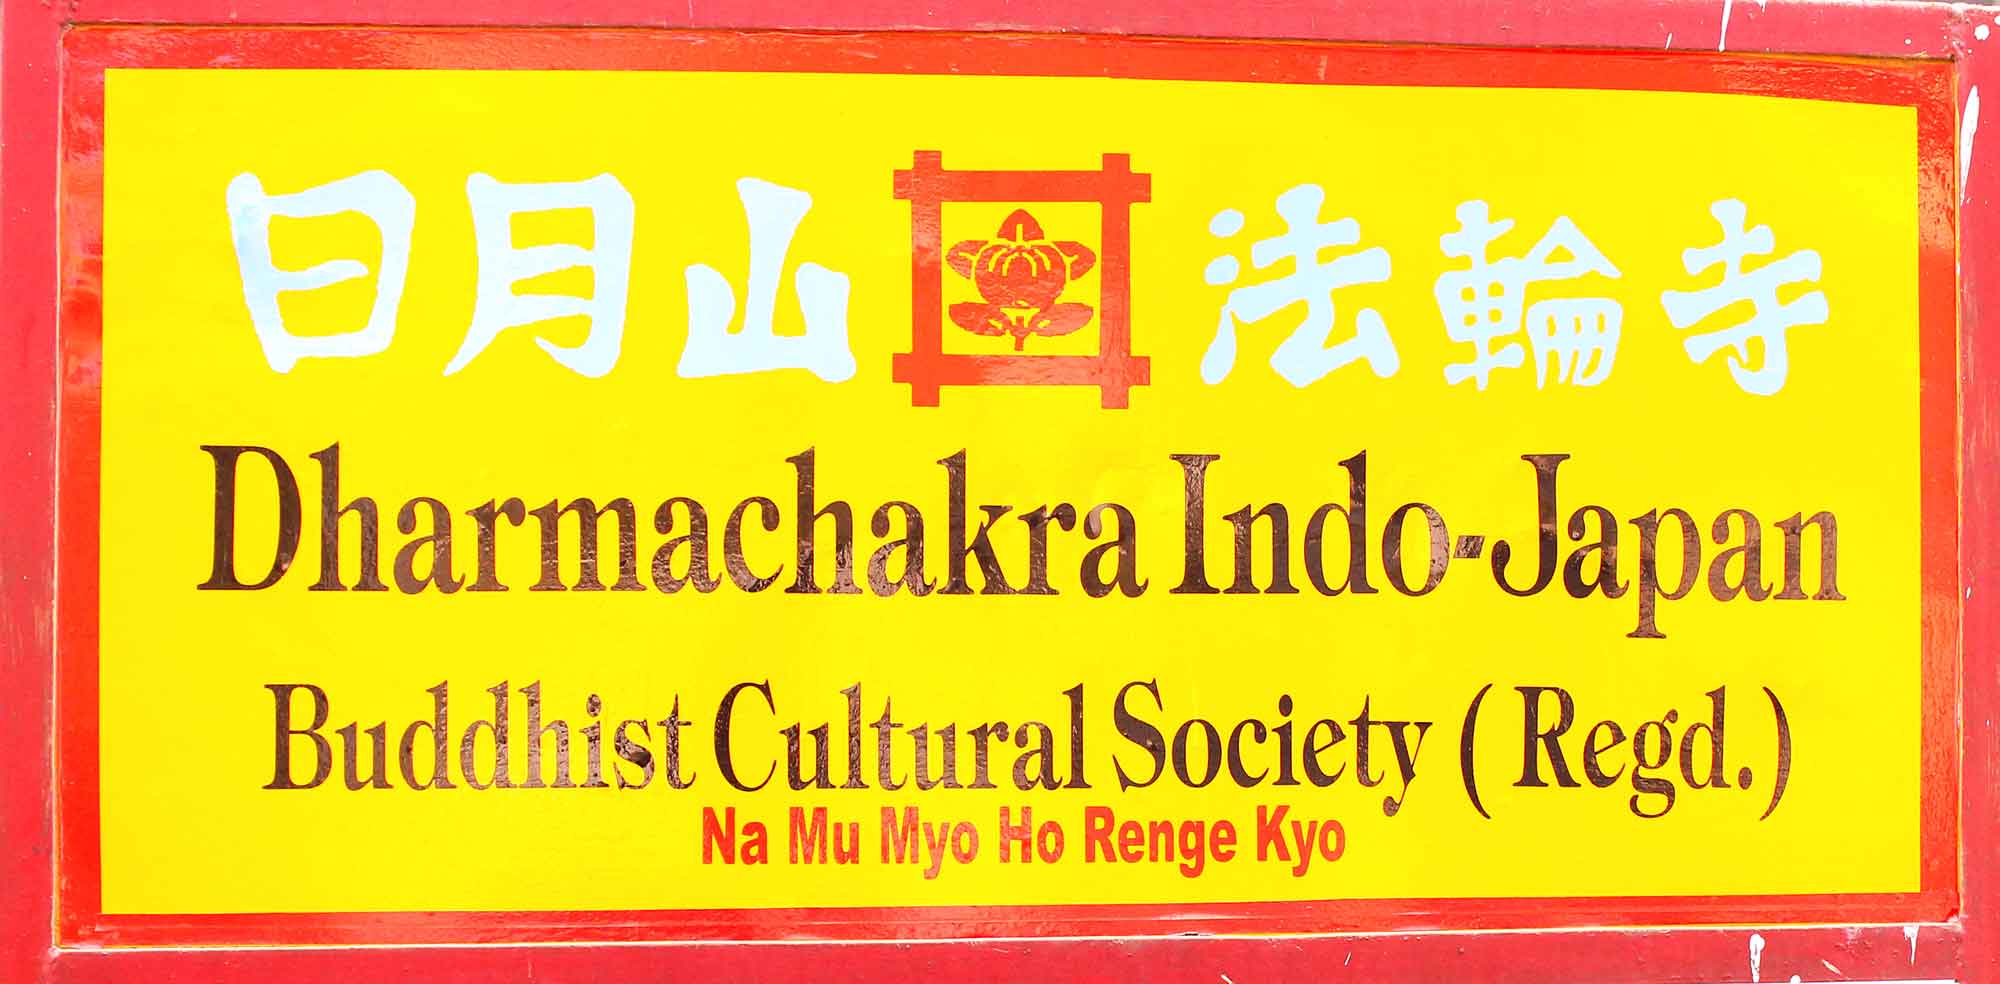 日月山 法輪寺
Dharmachakra Indo-Japan
Buddhist Cultural Society (Regd.)
Na Mu Myo Ho Renge Kyo